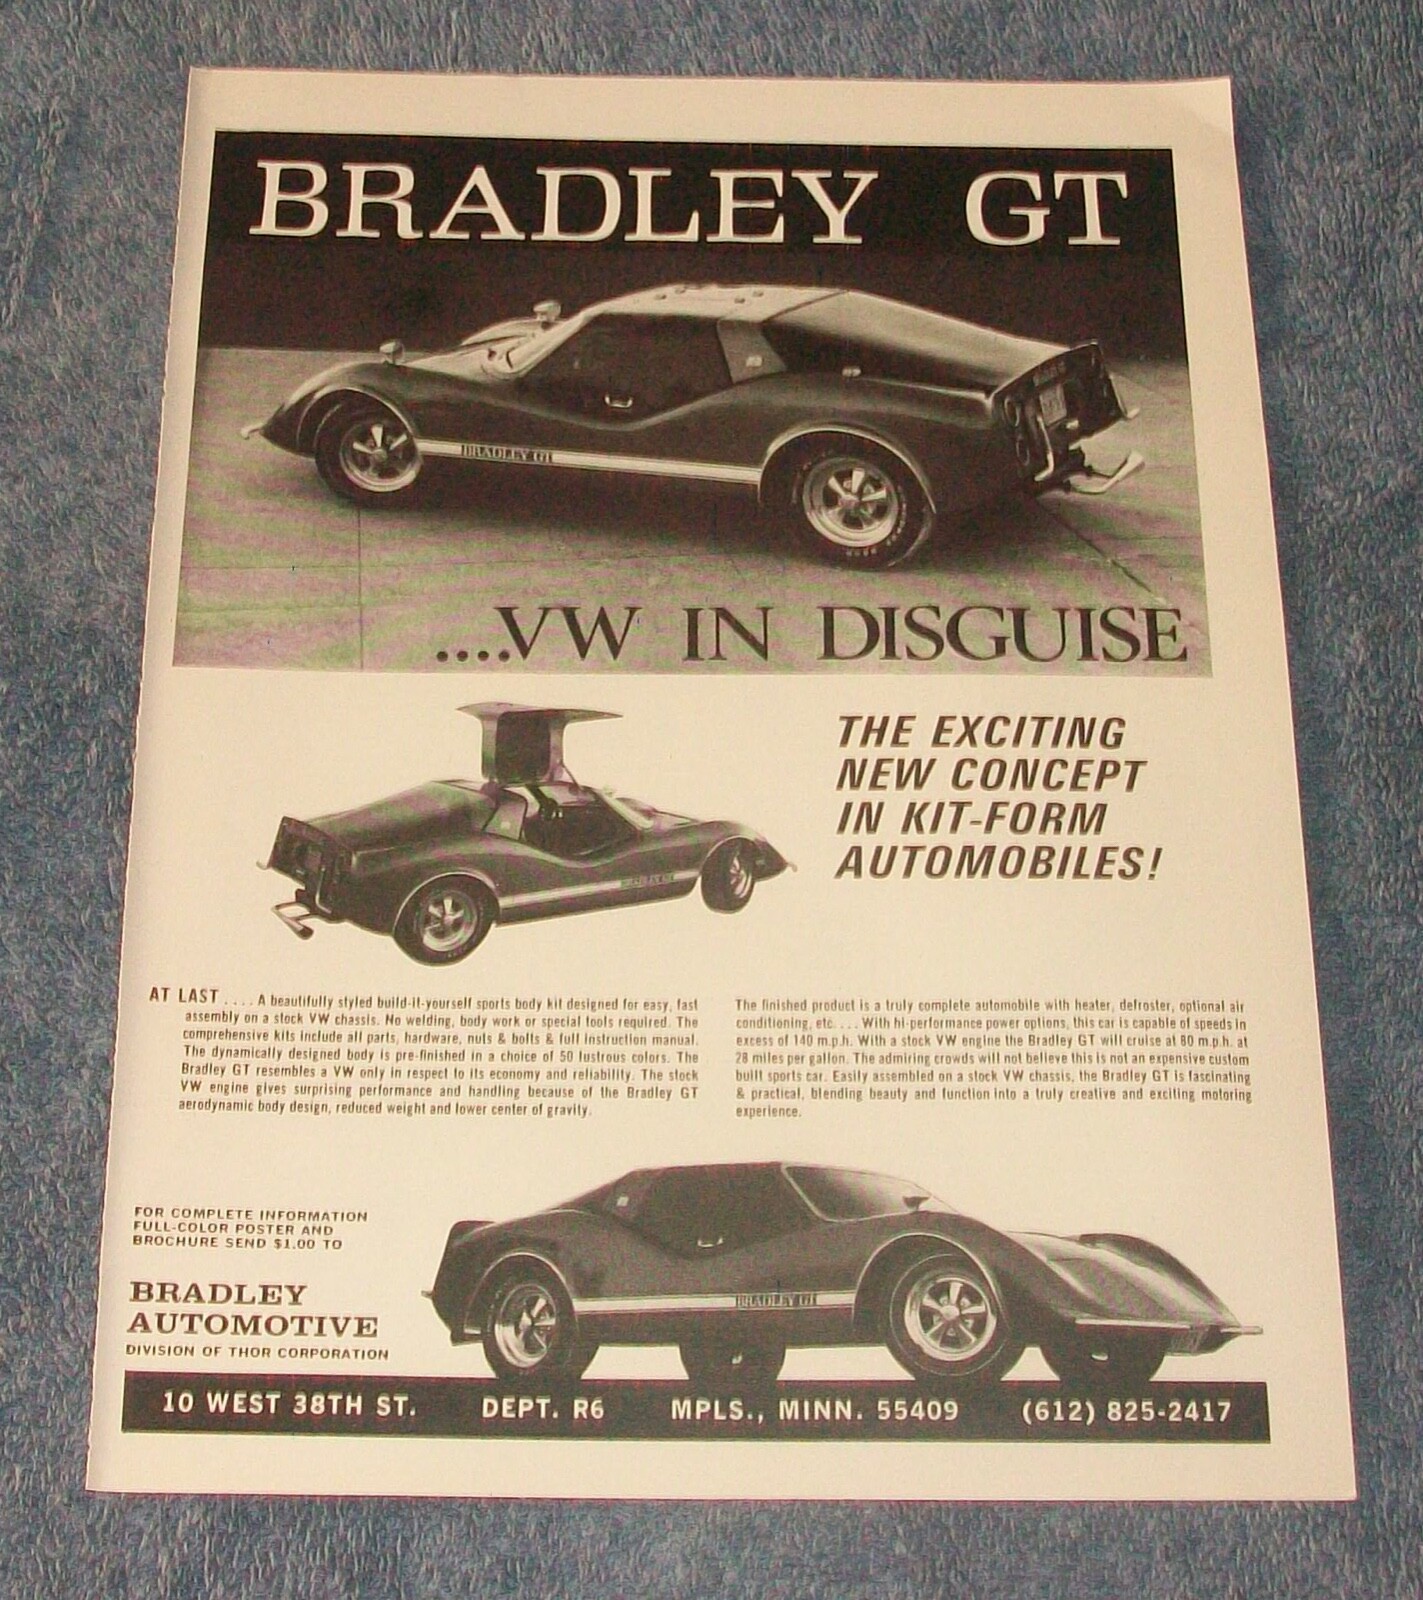 BRADLEY GT
BRADLEY GT
....VW IN DISGUISE
THE EXCITING
NEW CONCEPT
IN KIT-FORM
AUTOMOBILES!
AT LAST .... A beautifully styled build-it-yourself sports body kit designed for easy, fast
assembly on a stock VW chassis. No welding, body work or special tools required. The
comprehensive kits include all parts, hardware, nuts & bolts & full instruction manual.
The dynamically designed body is pre-finished in a choice of 50 lustrous colors. The
Bradley GT resembles a VW only in respect to its economy and reliability. The stock
VW engine gives surprising performance and handling because of the Bradley GT
aerodynamic body design, reduced weight and lower center of gravity.
The finished product is a truly complete automobile with heater, defroster, optional air
conditioning, etc.... With hi-performance power options, this car is capable of speeds in
excess of 140 m.p.h. With a stock VW engine the Bradley GT will cruise at 80 m.p.h. at
28 miles per gallon. The admiring crowds will not believe this is not an expensive custom
built sports car. Easily assembled on a stock VW chassis, the Bradley GT is fascinating
& practical, blending beauty and function into a truly creative and exciting motoring
experience.
FOR COMPLETE INFORMATION
FULL-COLOR POSTER AND
BROCHURE SEND $1.00 TO
BRADLEY
AUTOMOTIVE
DIVISION OF THOR CORPORATION
BRADLEY GT
10 WEST 38TH ST. DEPT. R6 MPLS., MINN. 55409 (612) 825-2417